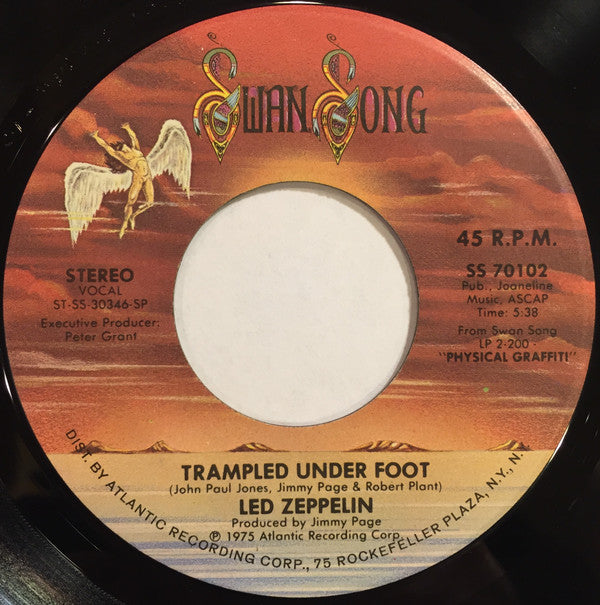 Swan Song
45 R.P.M.
STEREO
VOCAL
ST-SS-30346-SP
Executive Producer:
Peter Grant
SS 70102
Pub., Joaneline
Music, ASCAP
Time: 5:38
From Swan Song
LP 2-200 -
"PHYSICAL GRAFFITI"
TRAMPLED UNDER FOOT
(John Paul Jones, Jimmy Page & Robert Plant)
LED ZEPPELIN
Produced by Jimmy Page
℗ 1975 Atlantic Recording Corp.
DIST. BY ATLANTIC RECORDING CORP., 75 ROCKEFELLER PLAZA, N.Y., N.